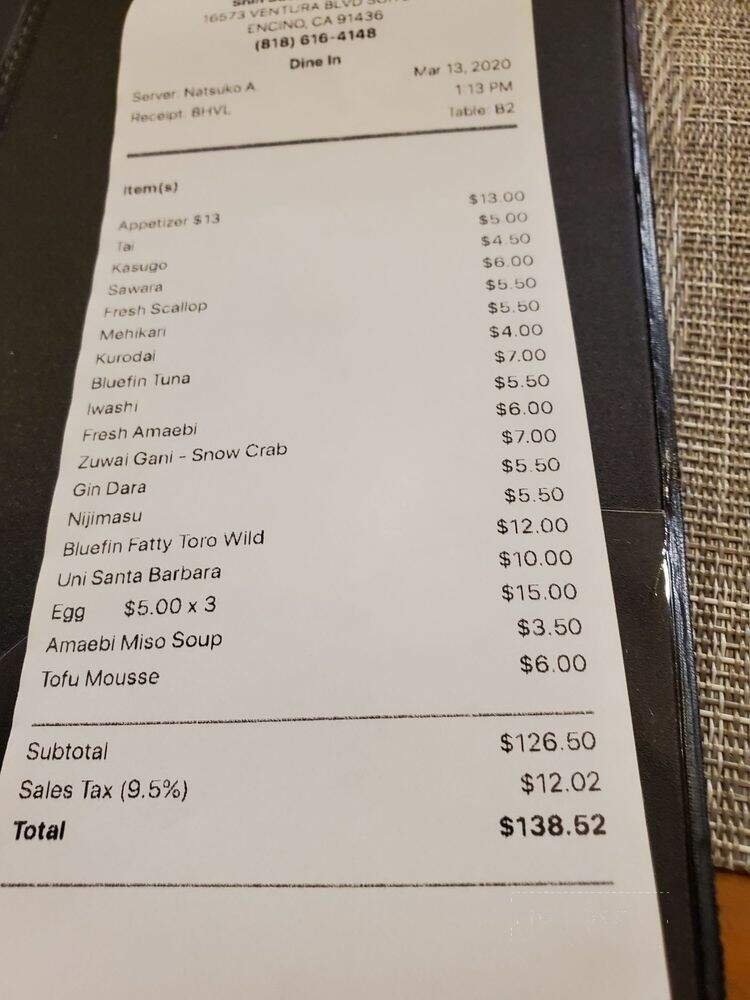 16573 VENTURA BLVD
ENCINO, CA 91436
(818) 616-4148
Dine In
Server: Natsuko A Mar 13, 2020
Receipt: BHVL 1:13 PM
Table: B2
Item(s)
Appetizer $13 $13.00
Tai $5.00
Kasugo $4.50
Sawara $6.00
Fresh Scallop $5.50
Mehikari $5.50
Kurodai $4.00
Bluefin Tuna $7.00
Iwashi $5.50
Fresh Amaebi $6.00
Zuwai Gani - Snow Crab $7.00
Gin Dara $5.50
Nijimasu $5.50
Bluefin Fatty Toro Wild $12.00
Uni Santa Barbara $10.00
Egg $5.00 x 3 $15.00
Amaebi Miso Soup $3.50
Tofu Mousse $6.00
Subtotal $126.50
Sales Tax (9.5%) $12.02
Total $138.52